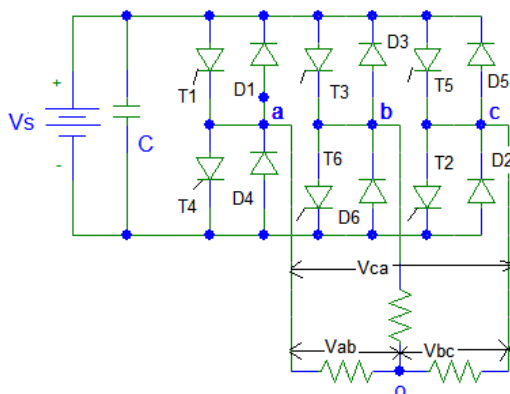 +
Vs
-
C
T1
D1
T3
D3
T5
D5
a
b
c
T4
D4
T6
D6
T2
D2
Vca
Vab
Vbc
o